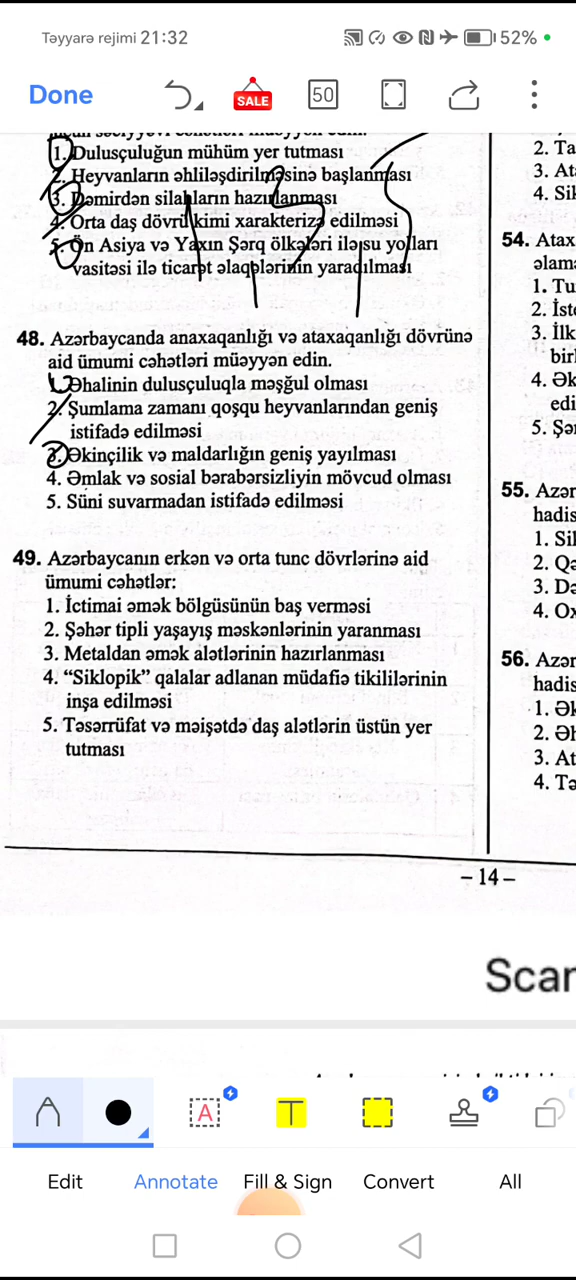 Təyyarə rejimi 21:32
52%
Done
SALE
50
1. Dulusçuluğun mühüm yer tutması
2. Heyvanların əhliləşdirilməsinə başlanması
3. Dəmirdən silahların hazırlanması
4. Orta daş dövrü kimi xarakterizə edilməsi
5. Ön Asiya və Yaxın Şərq ölkələri ilə su yolları
vasitəsi ilə ticarət əlaqələrinin yaradılması
48. Azərbaycanda anaxaqanlığı və ataxaqanlığı dövrünə
aid ümumi cəhətləri müəyyən edin.
1. Əhalinin dulusçuluqla məşğul olması
2. Şumlama zamanı qoşqu heyvanlarından geniş
istifadə edilməsi
3. Əkinçilik və maldarlığın geniş yayılması
4. Əmlak və sosial bərabərsizliyin mövcud olması
5. Süni suvarmadan istifadə edilməsi
49. Azərbaycanın erkən və orta tunc dövrlərinə aid
ümumi cəhətlər:
1. İctimai əmək bölgüsünün baş verməsi
2. Şəhər tipli yaşayış məskənlərinin yaranması
3. Metaldan əmək alətlərinin hazırlanması
4. “Siklopik” qalalar adlanan müdafiə tikililərinin
inşa edilməsi
5. Təsərrüfat və məişətdə daş alətlərin üstün yer
tutması
2. Ta
3. At
4. Sik
54. Atax
əlam
1. Tu
2. İst
3. İlk
bir
4. Ək
edi
5. Şə
55. Azər
hadis
1. Sil
2. Qə
3. Də
4. Ox
56. Azər
hadis
1. Ək
2. Əh
3. At
4. Tə
– 14 –
Scan
A
T
Edit
Annotate
Fill & Sign
Convert
All